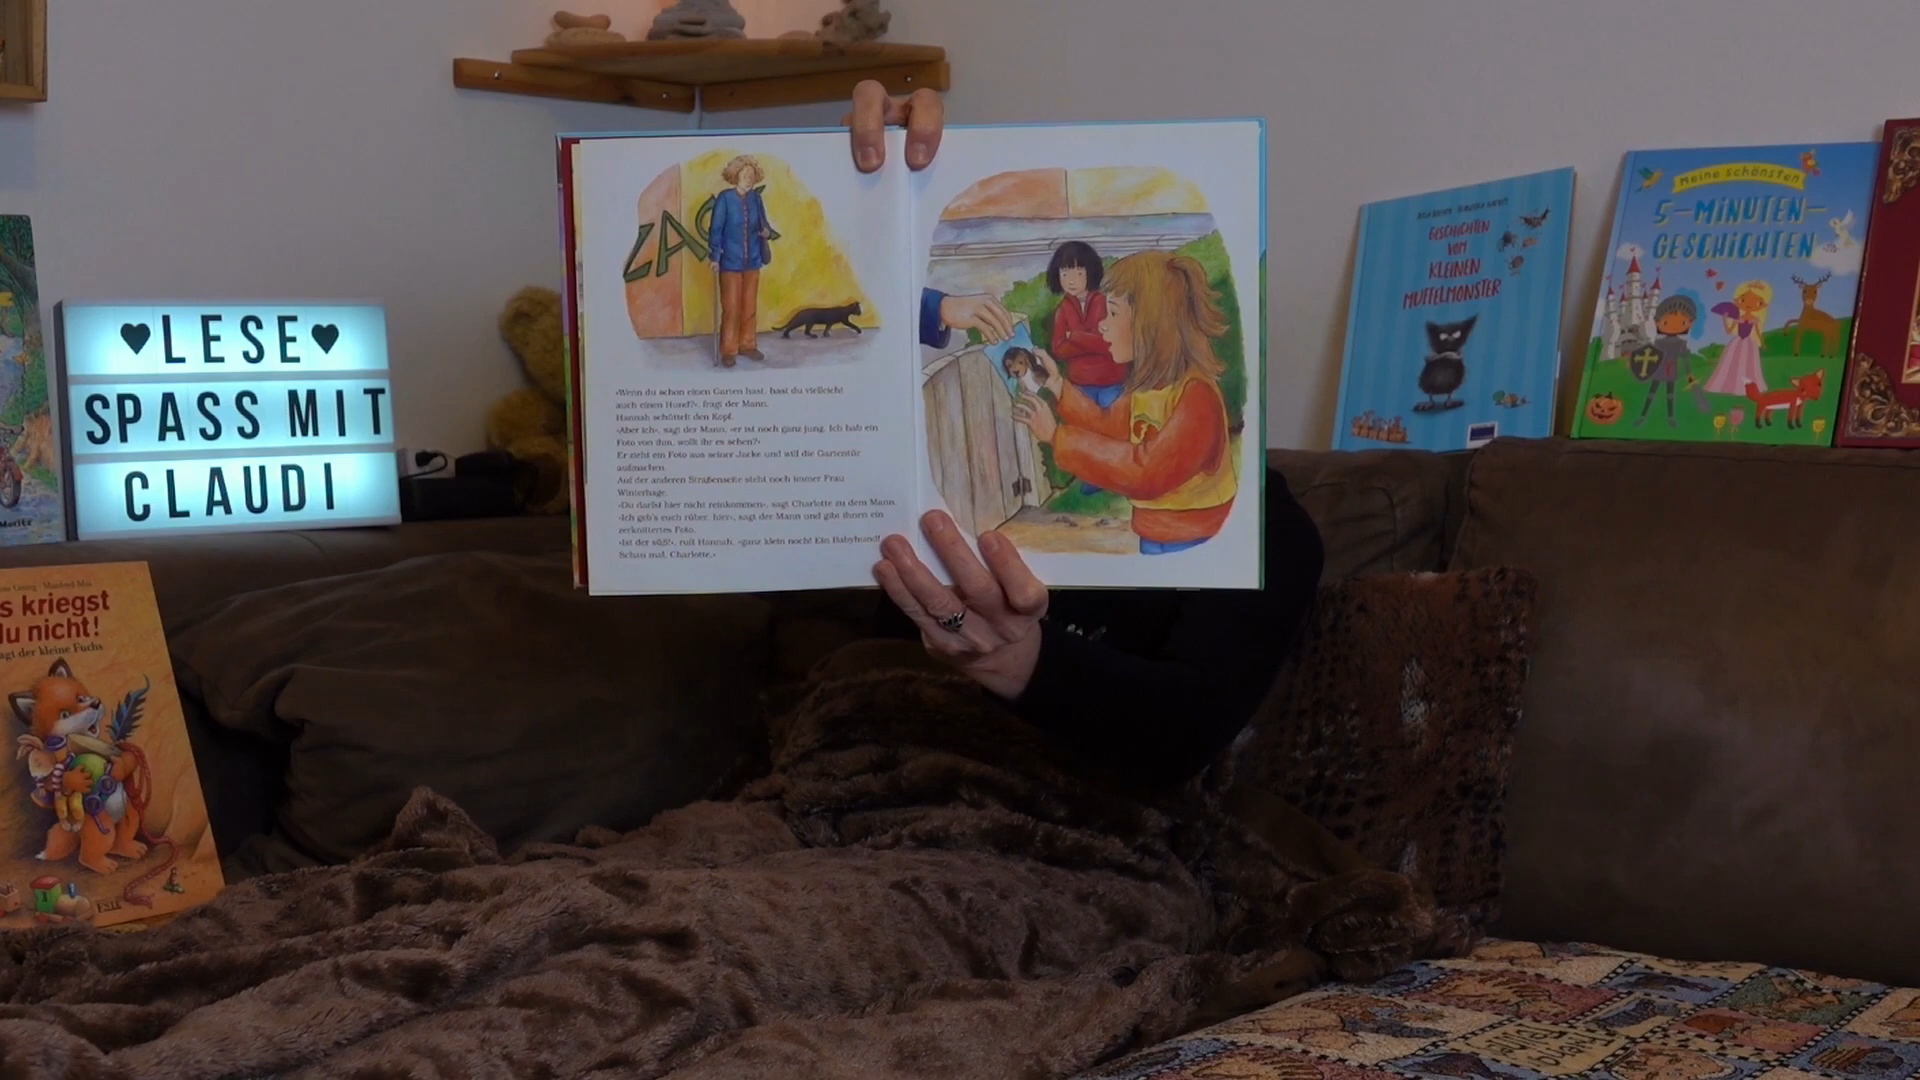 ♥LESE♥
SPASS MIT
CLAUDI
ZAC
»Wenn du schon einen Garten hast, hast du vielleicht
auch einen Hund?«, fragt der Mann.
Hannah schüttelt den Kopf.
»Aber ich«, sagt der Mann, »er ist noch ganz jung. Ich hab ein
Foto von ihm, wollt ihr es sehen?«
Er zieht ein Foto aus seiner Jacke und will die Gartentür
aufmachen.
Auf der anderen Straßenseite steht noch immer Frau
Winterhage.
»Du darfst hier nicht reinkommen«, sagt Charlotte zu dem Mann.
»Ich geb's euch rüber, hier«, sagt der Mann und gibt ihnen ein
zerknittertes Foto.
»Ist der süß!«, ruft Hannah, »ganz klein noch! Ein Babyhund!
Schau mal, Charlotte.«
GESCHICHTEN
VOM
KLEINEN
MUFFELMONSTER
Meine schönsten
5-MINUTEN-
GESCHICHTEN
Moritz
s kriegst
du nicht!
agt der kleine Fuchs